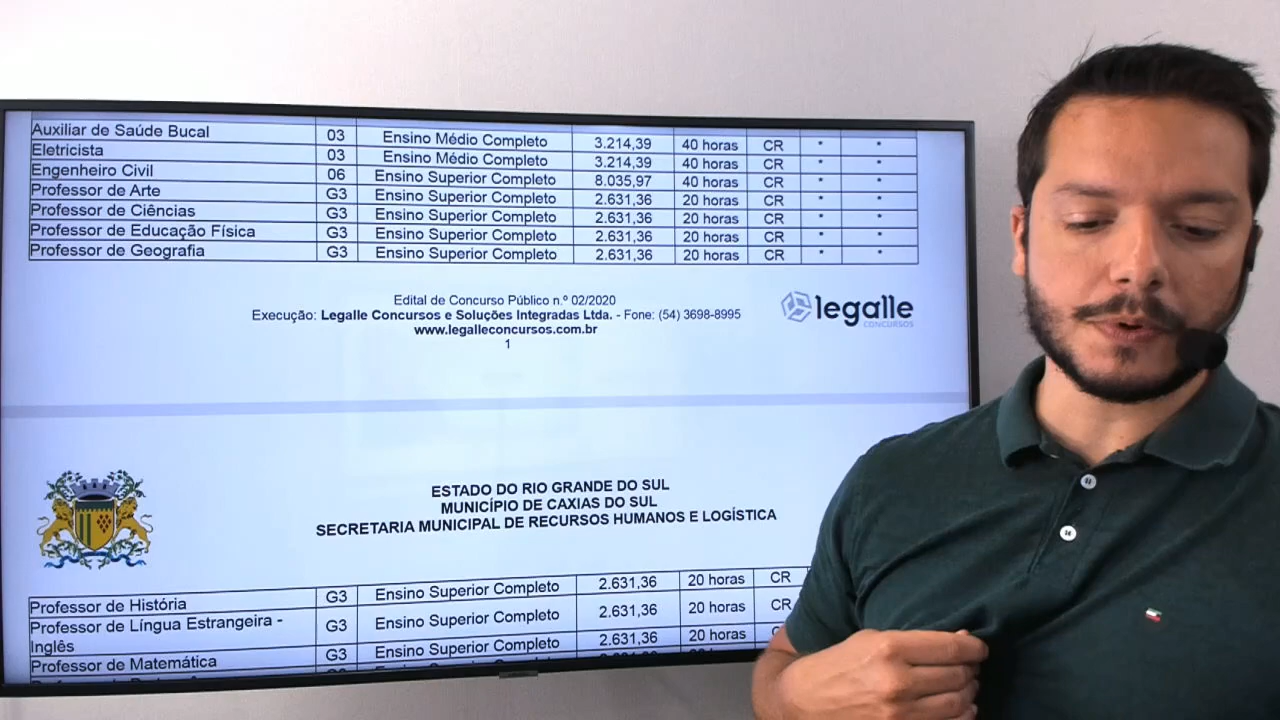 Auxiliar de Saúde Bucal 03 Ensino Médio Completo 3.214,39 40 horas CR * *
Eletricista 03 Ensino Médio Completo 3.214,39 40 horas CR * *
Engenheiro Civil 06 Ensino Superior Completo 8.035,97 40 horas CR * *
Professor de Arte G3 Ensino Superior Completo 2.631,36 20 horas CR * *
Professor de Ciências G3 Ensino Superior Completo 2.631,36 20 horas CR * *
Professor de Educação Física G3 Ensino Superior Completo 2.631,36 20 horas CR * *
Professor de Geografia G3 Ensino Superior Completo 2.631,36 20 horas CR * *
Edital de Concurso Público n.º 02/2020
Execução: Legalle Concursos e Soluções Integradas Ltda. - Fone: (54) 3698-8995
www.legalleconcursos.com.br
1
legalle
CONCURSOS
ESTADO DO RIO GRANDE DO SUL
MUNICÍPIO DE CAXIAS DO SUL
SECRETARIA MUNICIPAL DE RECURSOS HUMANOS E LOGÍSTICA
Professor de História G3 Ensino Superior Completo 2.631,36 20 horas CR
Professor de Língua Estrangeira - G3 Ensino Superior Completo 2.631,36 20 horas CR
Inglês
Professor de Matemática G3 Ensino Superior Completo 2.631,36 20 horas